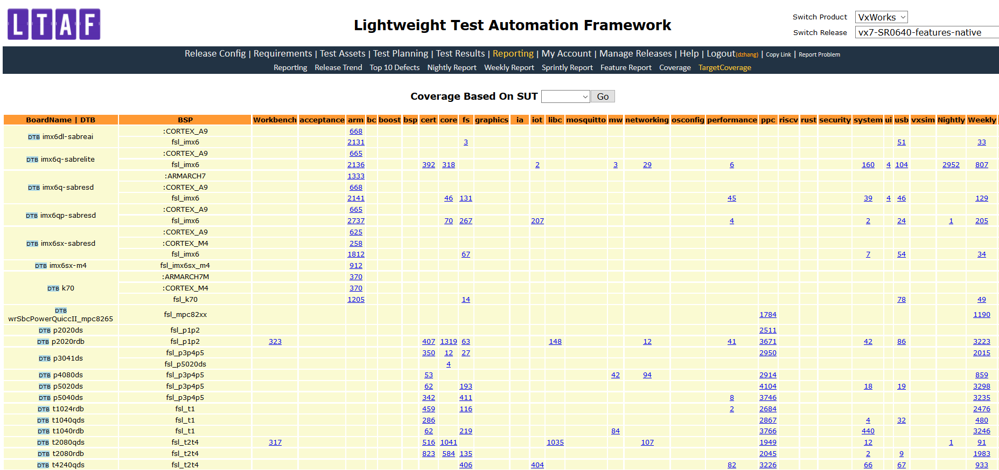 LTAF
Lightweight Test Automation Framework
Switch Product VxWorks
Switch Release vx7-SR0640-features-native
Release Config | Requirements | Test Assets | Test Planning | Test Results | Reporting | My Account | Manage Releases | Help | Logout(dzhang) | Copy Link | Report Problem
Reporting Release Trend Top 10 Defects Nightly Report Weekly Report Sprintly Report Feature Report Coverage TargetCoverage
Coverage Based On SUT Go
BoardName | DTB BSP Workbench acceptance arm bc boost bsp cert core fs graphics ia iot libc mosquitto mw networking osconfig performance ppc riscv rust security system ui usb vxsim Nightly Weekly
DTB imx6dl-sabreai :CORTEX_A9 668
fsl_imx6 2131 3 51 33
DTB imx6q-sabrelite :CORTEX_A9 665
fsl_imx6 2136 392 318 2 3 29 6 160 4 104 2952 807
DTB imx6q-sabresd :ARMARCH7 1333
:CORTEX_A9 668
fsl_imx6 2141 46 131 45 39 4 46 129
DTB imx6qp-sabresd :CORTEX_A9 665
fsl_imx6 2737 70 267 207 4 2 24 1 205
DTB imx6sx-sabresd :CORTEX_A9 625
:CORTEX_M4 258
fsl_imx6 1812 67 7 54 34
DTB imx6sx-m4 fsl_imx6sx_m4 912
DTB k70 :ARMARCH7M 370
:CORTEX_M4 370
fsl_k70 1205 14 78 49
DTB wrSbcPowerQuiccII_mpc8265 fsl_mpc82xx 1784 1190
DTB p2020ds fsl_p1p2 2511
DTB p2020rdb fsl_p1p2 323 407 1319 63 148 12 41 3671 42 86 3223
DTB p3041ds fsl_p3p4p5 350 12 27 2950 2015
fsl_p5020ds 4
DTB p4080ds fsl_p3p4p5 53 42 94 2914 859
DTB p5020ds fsl_p3p4p5 62 193 4104 18 19 3298
DTB p5040ds fsl_p3p4p5 342 411 8 3746 3235
DTB t1024rdb fsl_t1 459 116 2 2684 2476
DTB t1040qds fsl_t1 286 2867 4 32 480
DTB t1040rdb fsl_t1 62 219 84 3766 440 3246
DTB t2080qds fsl_t2t4 317 516 1041 1035 107 1949 12 1 91
DTB t2080rdb fsl_t2t4 823 584 135 2045 2 9 1983
DTB t4240qds fsl_t2t4 406 404 82 3226 66 67 933